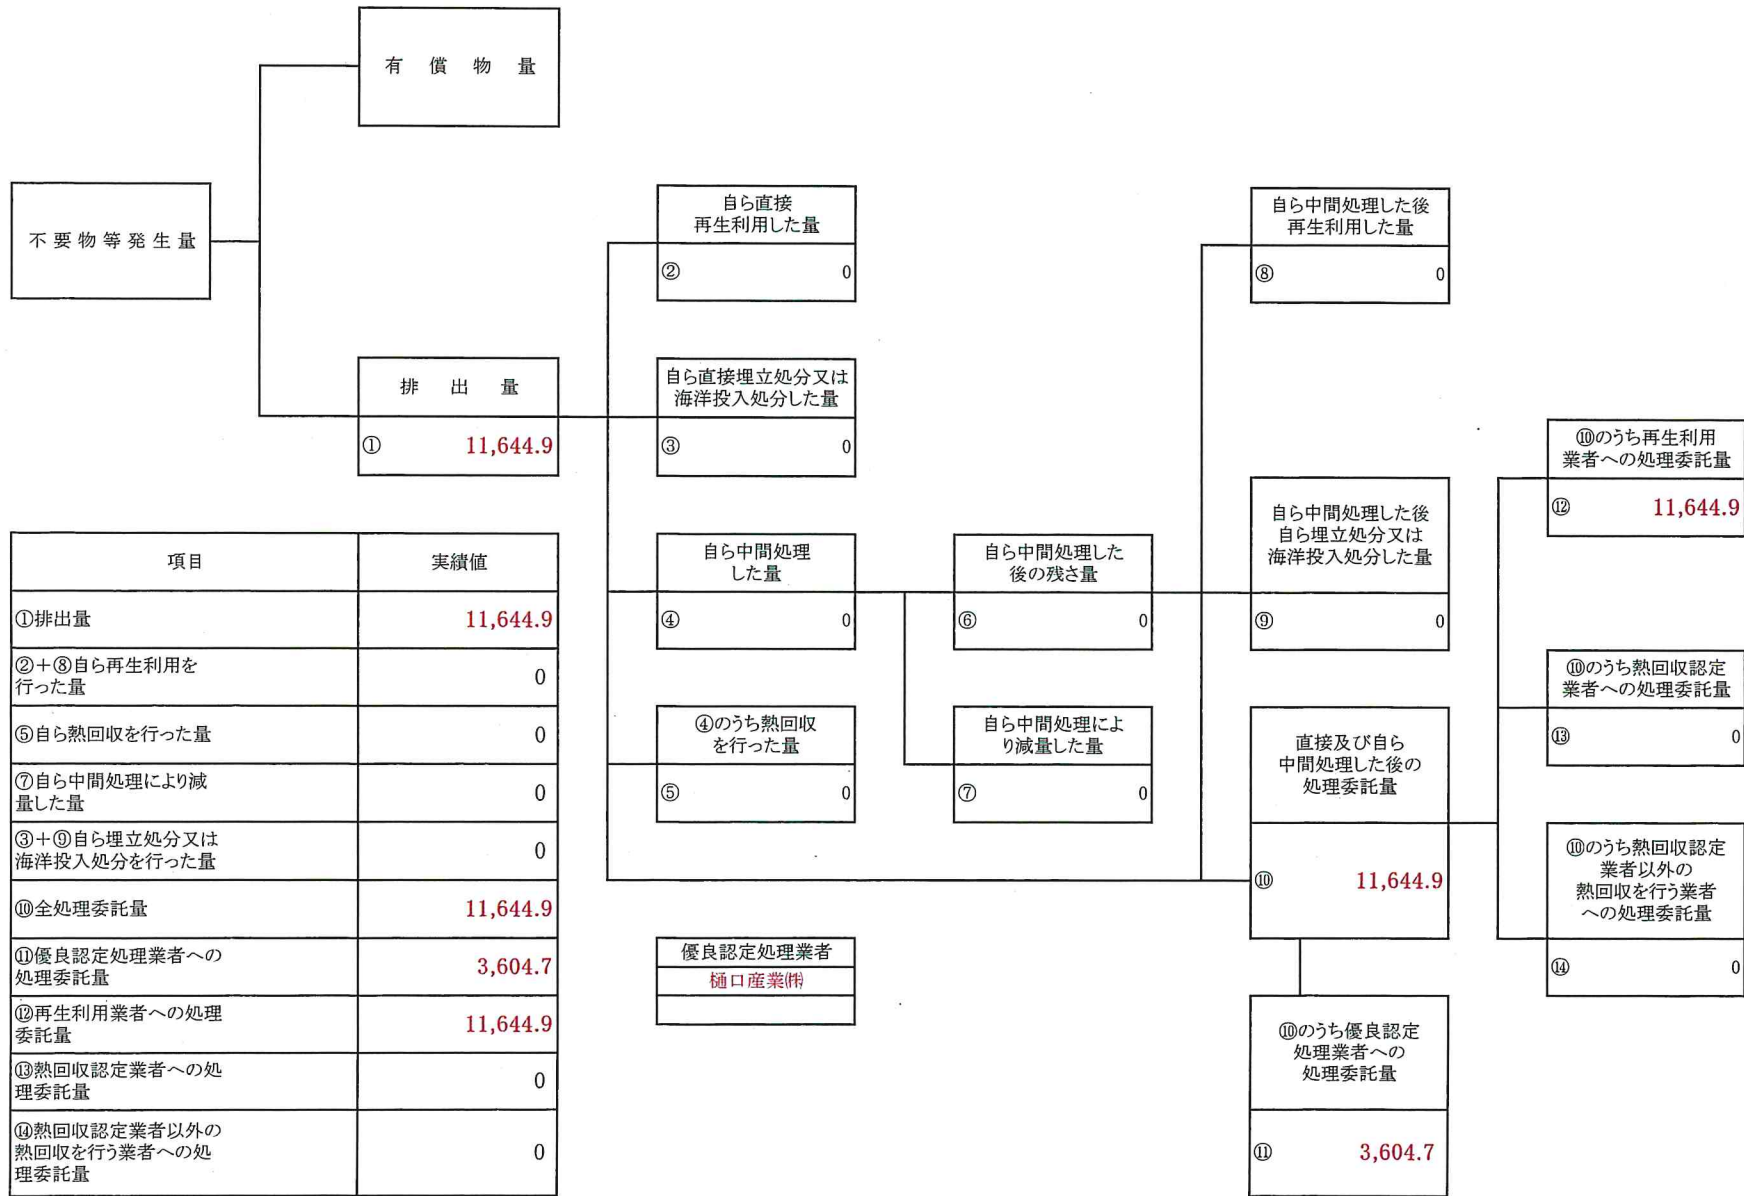 有償物量
不要物等発生量
自ら直接
再生利用した量
② 0
自ら中間処理した後
再生利用した量
⑧ 0
排出量
① 11,644.9
自ら直接埋立処分又は
海洋投入処分した量
③ 0
⑩のうち再生利用
業者への処理委託量
⑫ 11,644.9
自ら中間処理
した量
④ 0
自ら中間処理した
後の残さ量
⑥ 0
自ら中間処理した後
自ら埋立処分又は
海洋投入処分した量
⑨ 0
⑩のうち熱回収認定
業者への処理委託量
⑬ 0
④のうち熱回収
を行った量
⑤ 0
自ら中間処理によ
り減量した量
⑦ 0
直接及び自ら
中間処理した後の
処理委託量
⑩ 11,644.9
⑩のうち熱回収認定
業者以外の
熱回収を行う業者
への処理委託量
⑭ 0
優良認定処理業者
樋口産業㈱
⑩のうち優良認定
処理業者への
処理委託量
⑪ 3,604.7
項目 実績値
①排出量 11,644.9
②+⑧自ら再生利用を
行った量 0
⑤自ら熱回収を行った量 0
⑦自ら中間処理により減
量した量 0
③+⑨自ら埋立処分又は
海洋投入処分を行った量 0
⑩全処理委託量 11,644.9
⑪優良認定処理業者への
処理委託量 3,604.7
⑫再生利用業者への処理
委託量 11,644.9
⑬熱回収認定業者への処
理委託量 0
⑭熱回収認定業者以外の
熱回収を行う業者への処
理委託量 0